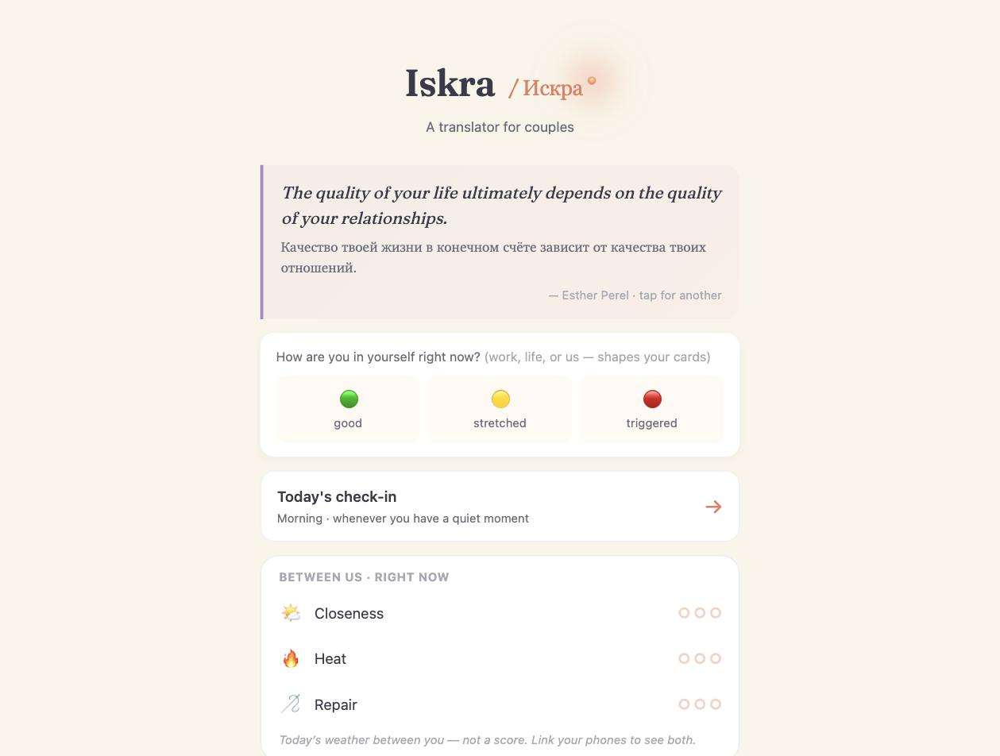 Iskra / Искра
A translator for couples
The quality of your life ultimately depends on the quality
of your relationships.
Качество твоей жизни в конечном счёте зависит от качества твоих
отношений.
— Esther Perel · tap for another
How are you in yourself right now? (work, life, or us — shapes your cards)
good stretched triggered
Today's check-in
Morning · whenever you have a quiet moment
BETWEEN US · RIGHT NOW
Closeness
Heat
Repair
Today’s weather between you — not a score. Link your phones to see both.